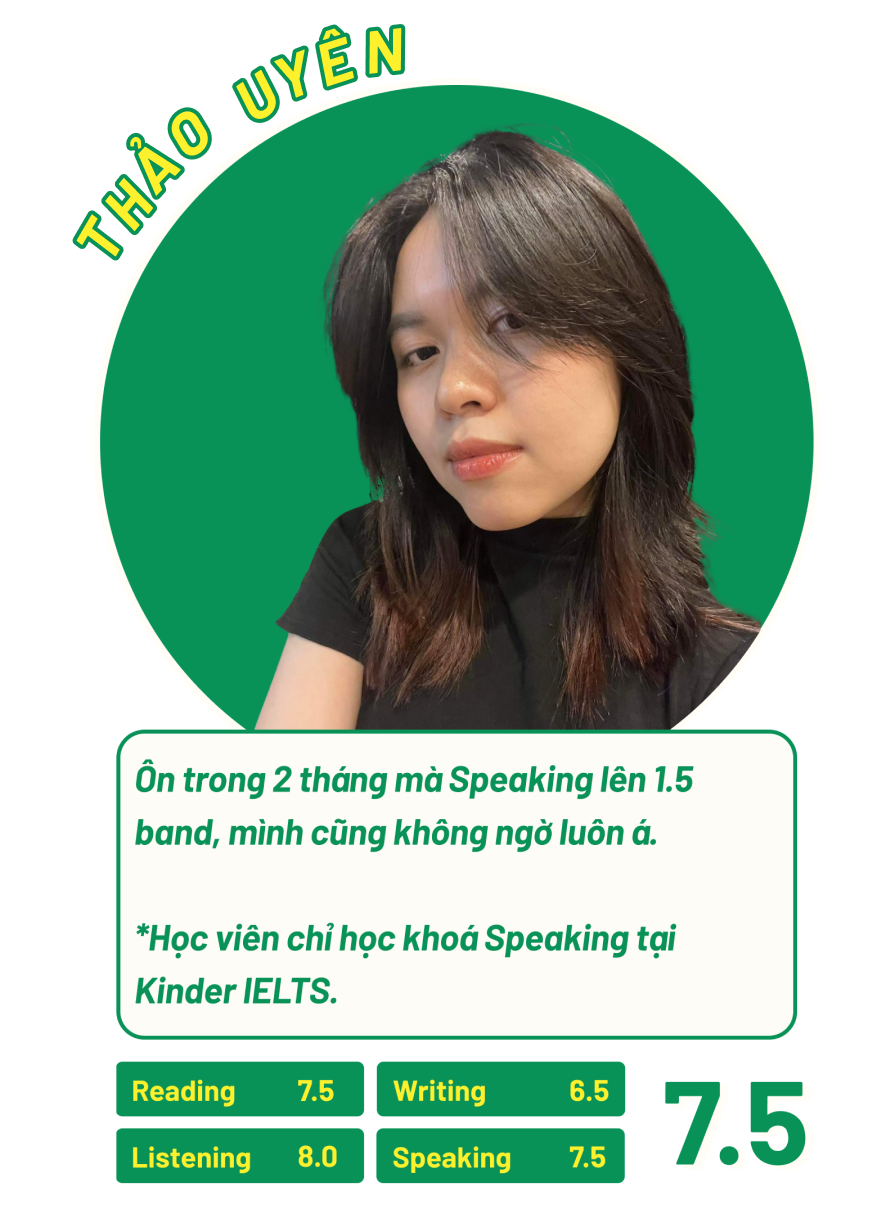 THẢO UYÊN
Ôn trong 2 tháng mà Speaking lên 1.5
band, mình cũng không ngờ luôn á.
*Học viên chỉ học khoá Speaking tại
Kinder IELTS.
Reading 7.5
Writing 6.5
Listening 8.0
Speaking 7.5
7.5